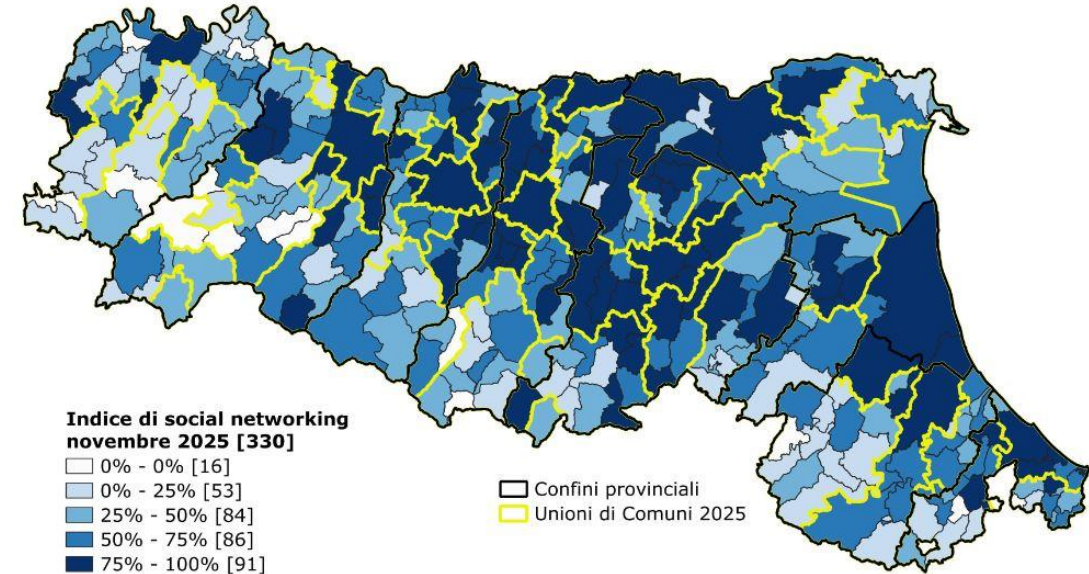 Indice di social networking
novembre 2025 [330]
0% - 0% [16]
0% - 25% [53]
25% - 50% [84]
50% - 75% [86]
75% - 100% [91]
Confini provinciali
Unioni di Comuni 2025